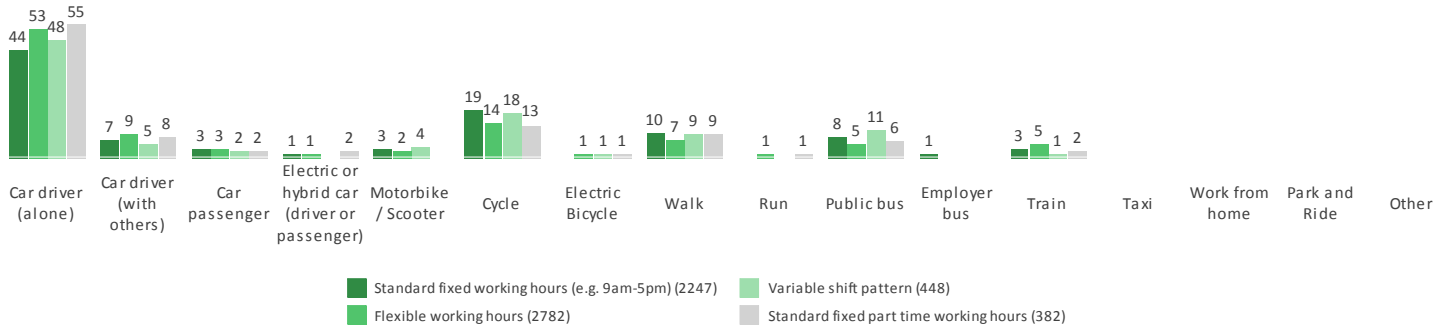 44 53 48 55
7 9 5 8
3 3 2 2
1 1 2
3 2 4
19 14 18 13
1 1 1
10 7 9 9
1 1
8 5 11 6
1
3 5 1 2
Car driver
(alone)
Car driver
(with
others)
Car
passenger
Electric or
hybrid car
(driver or
passenger)
Motorbike
/ Scooter
Cycle
Electric
Bicycle
Walk
Run
Public bus
Employer
bus
Train
Taxi
Work from
home
Park and
Ride
Other
Standard fixed working hours (e.g. 9am-5pm) (2247)
Variable shift pattern (448)
Flexible working hours (2782)
Standard fixed part time working hours (382)